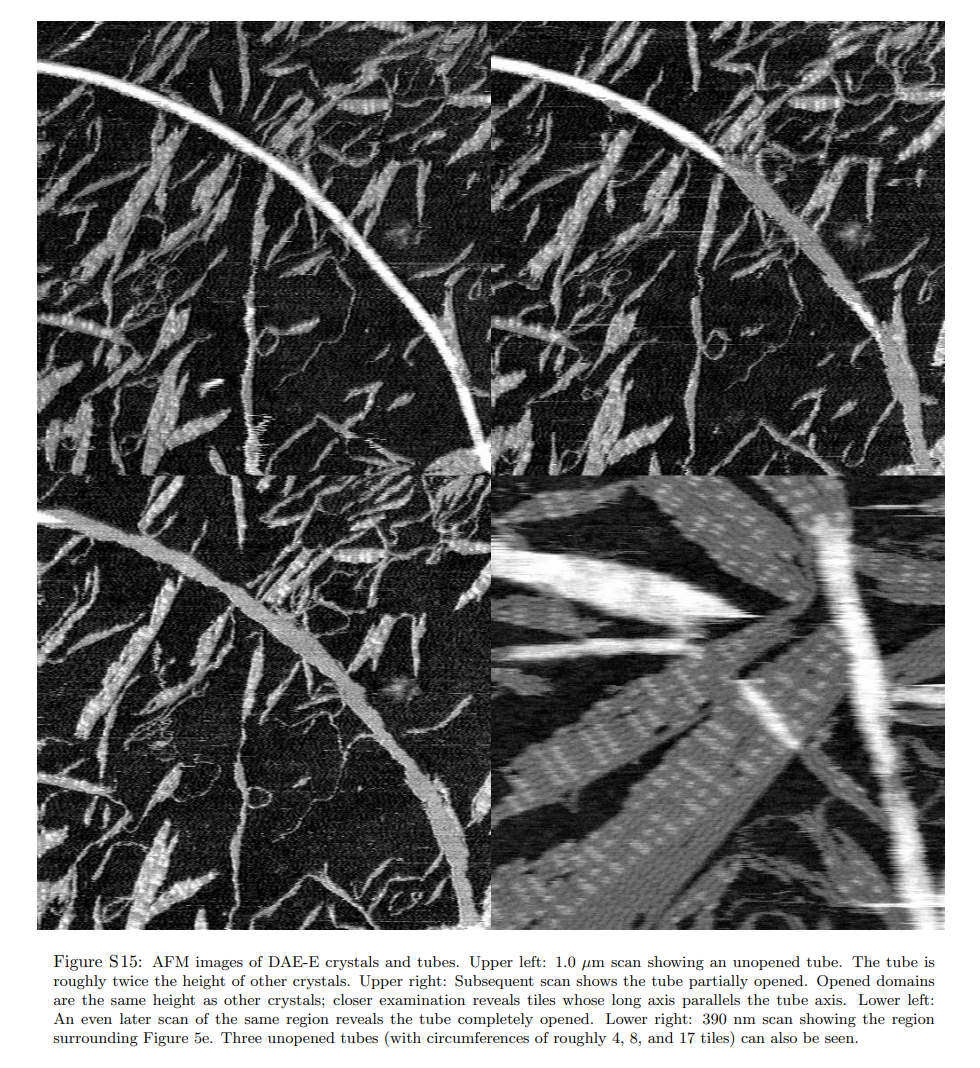 Figure S15: AFM images of DAE-E crystals and tubes. Upper left: 1.0 μm scan showing an unopened tube. The tube is
roughly twice the height of other crystals. Upper right: Subsequent scan shows the tube partially opened. Opened domains
are the same height as other crystals; closer examination reveals tiles whose long axis parallels the tube axis. Lower left:
An even later scan of the same region reveals the tube completely opened. Lower right: 390 nm scan showing the region
surrounding Figure 5e. Three unopened tubes (with circumferences of roughly 4, 8, and 17 tiles) can also be seen.